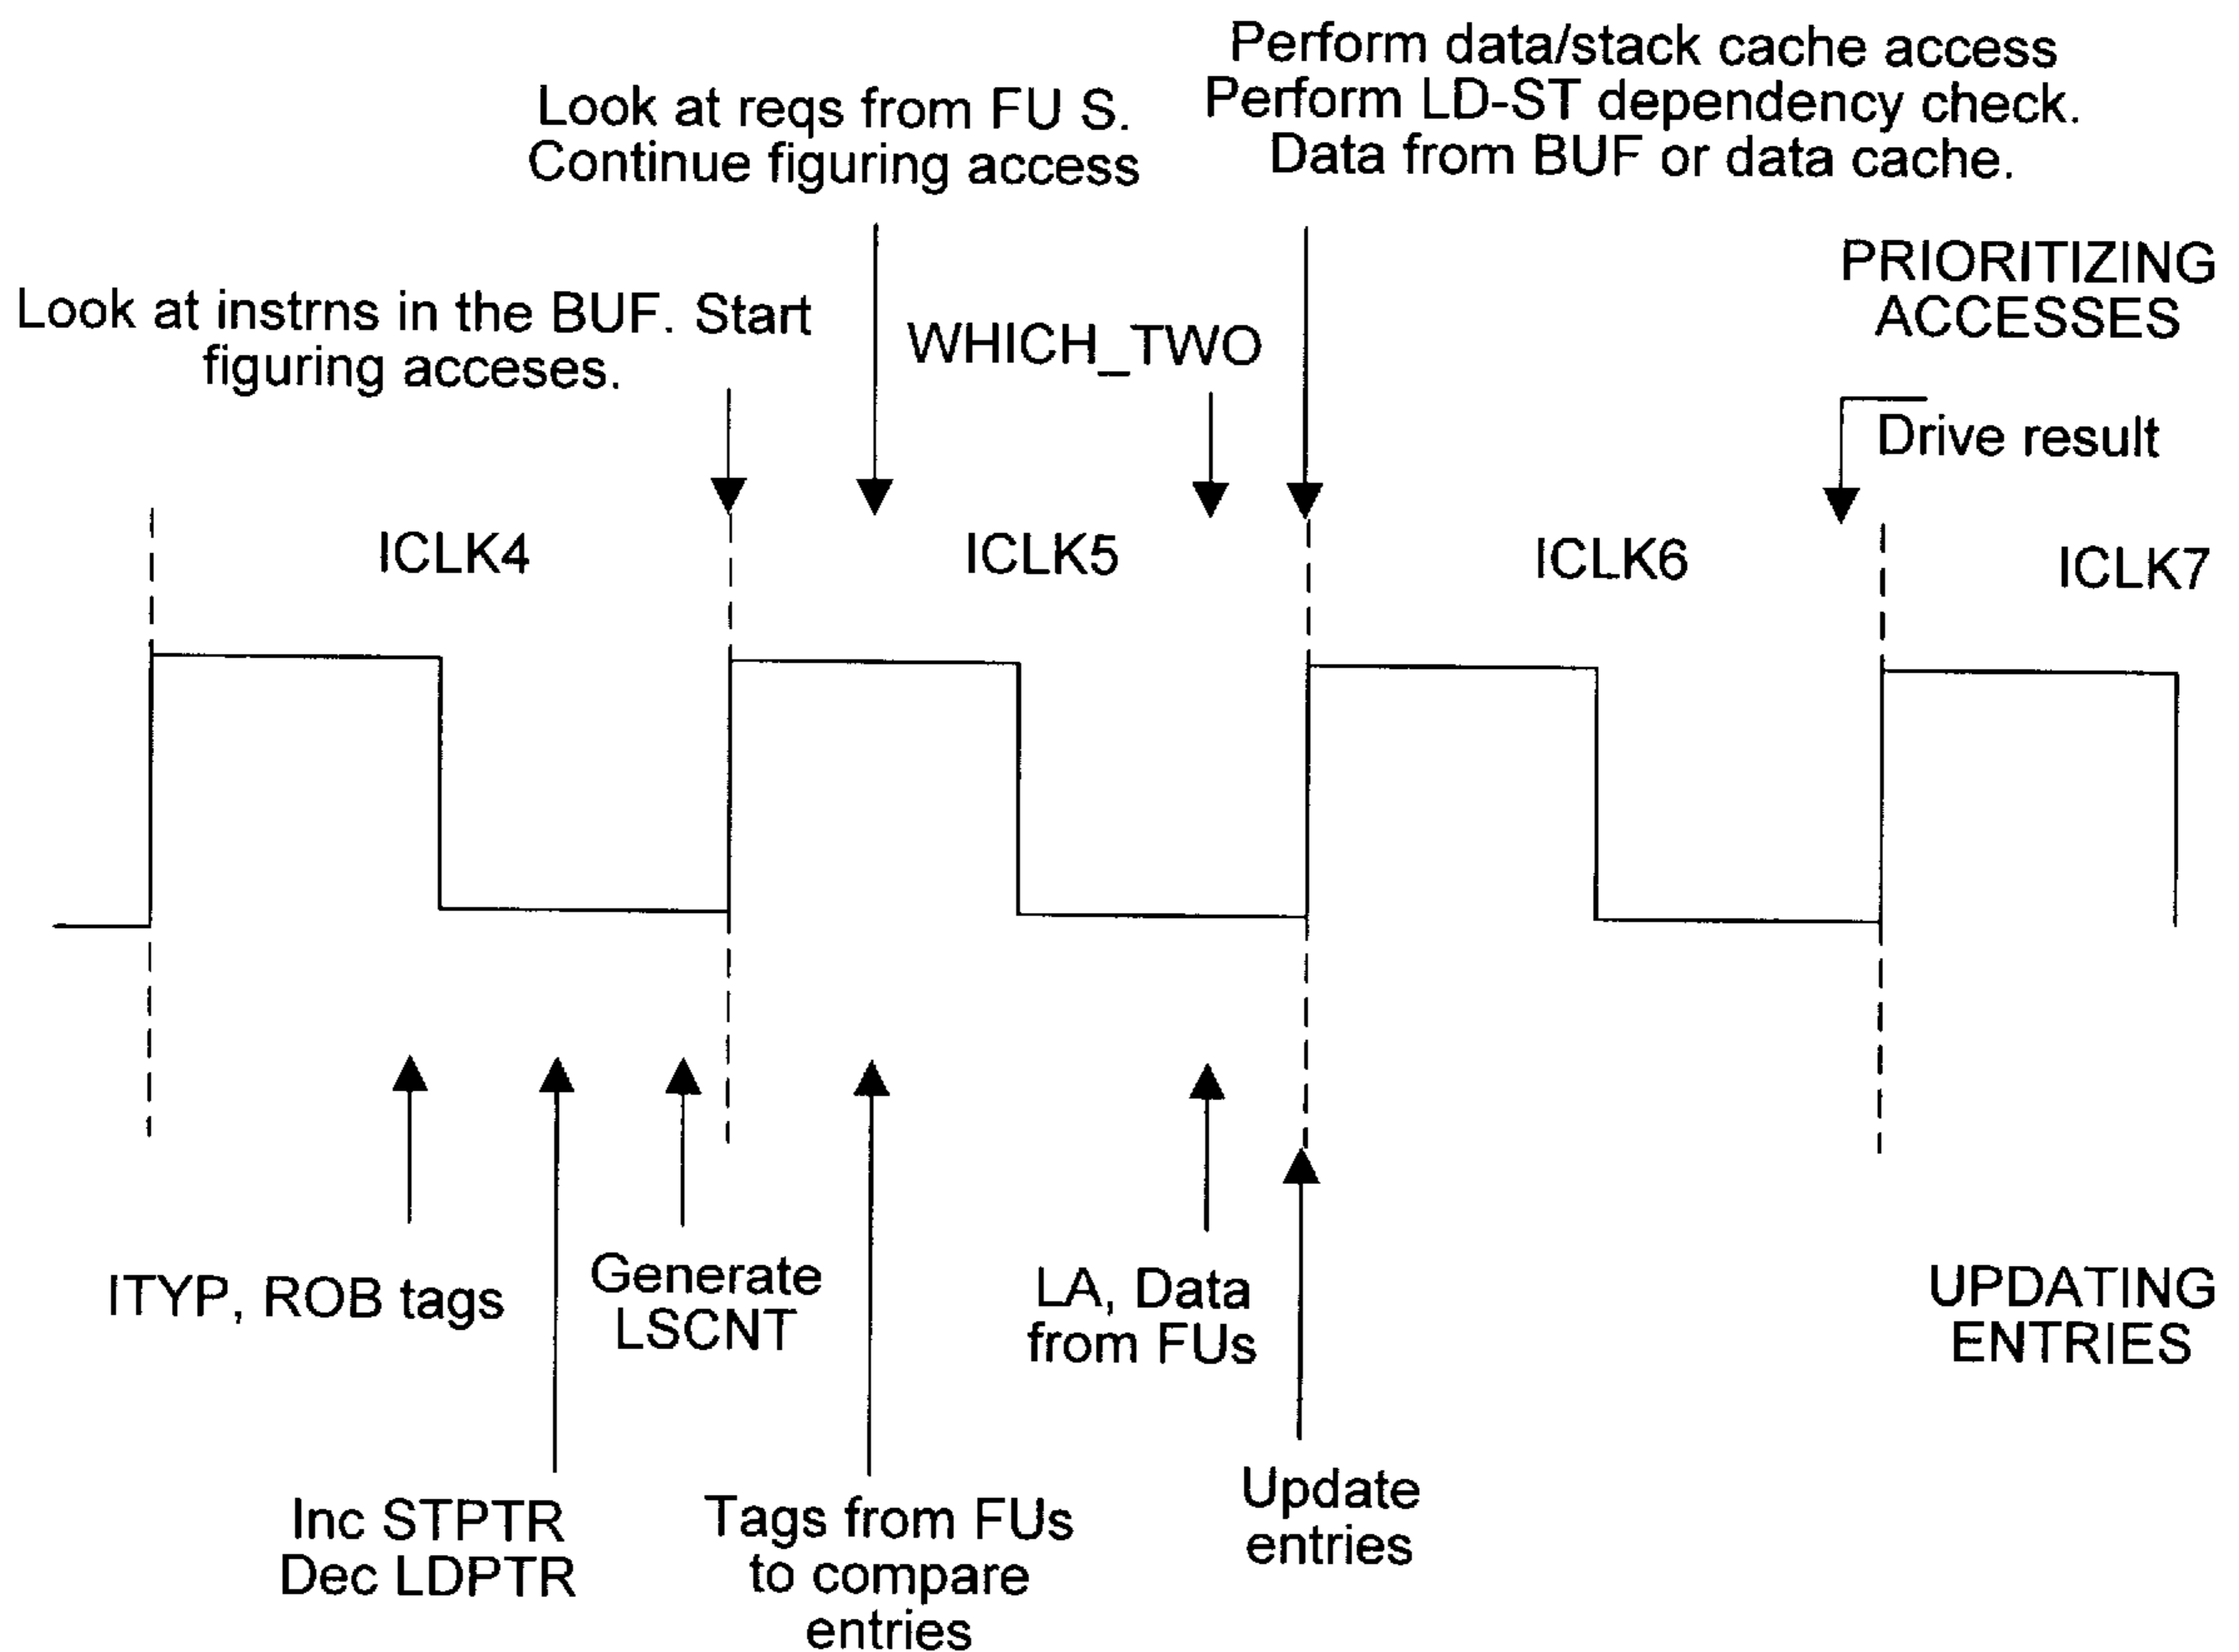 Perform data/stack cache access
Perform LD-ST dependency check.
Data from BUF or data cache.
Look at reqs from FU S.
Continue figuring access
PRIORITIZING
ACCESSES
Look at instrns in the BUF. Start
figuring acceses.
WHICH_TWO
Drive result
ICLK4
ICLK5
ICLK6
ICLK7
ITYP, ROB tags
Generate
LSCNT
LA, Data
from FUs
UPDATING
ENTRIES
Inc STPTR
Dec LDPTR
Tags from FUs
to compare
entries
Update
entries